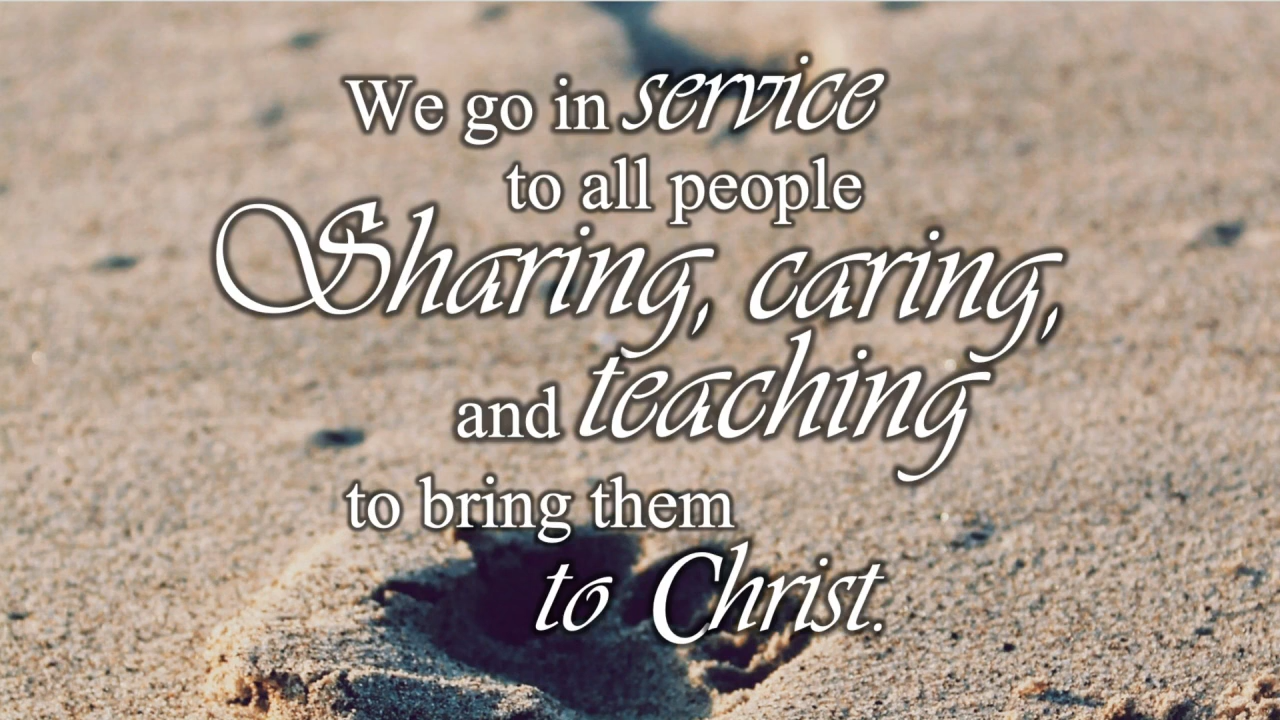 We go in service
to all people
Sharing, caring,
and teaching
to bring them
to Christ.